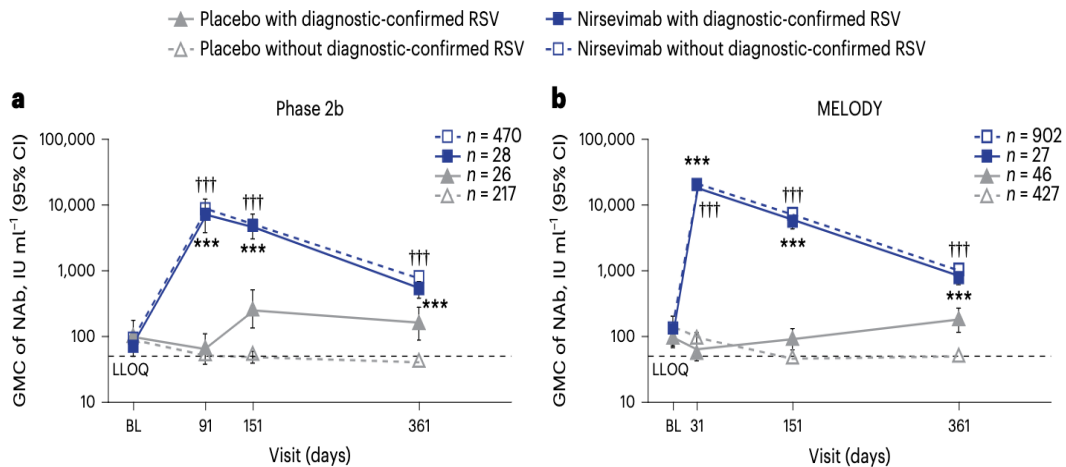 Placebo with diagnostic-confirmed RSV
Nirsevimab with diagnostic-confirmed RSV
Placebo without diagnostic-confirmed RSV
Nirsevimab without diagnostic-confirmed RSV
a
Phase 2b
GMC of NAb, IU ml⁻¹ (95% CI)
100,000
10,000
1,000
100
10
n = 470
n = 28
n = 26
n = 217
†††
***
†††
***
†††
***
LLOQ
BL
91
151
361
Visit (days)
b
MELODY
GMC of NAb, IU ml⁻¹ (95% CI)
100,000
10,000
1,000
100
10
n = 902
n = 27
n = 46
n = 427
***
†††
†††
***
†††
***
LLOQ
BL
31
151
361
Visit (days)